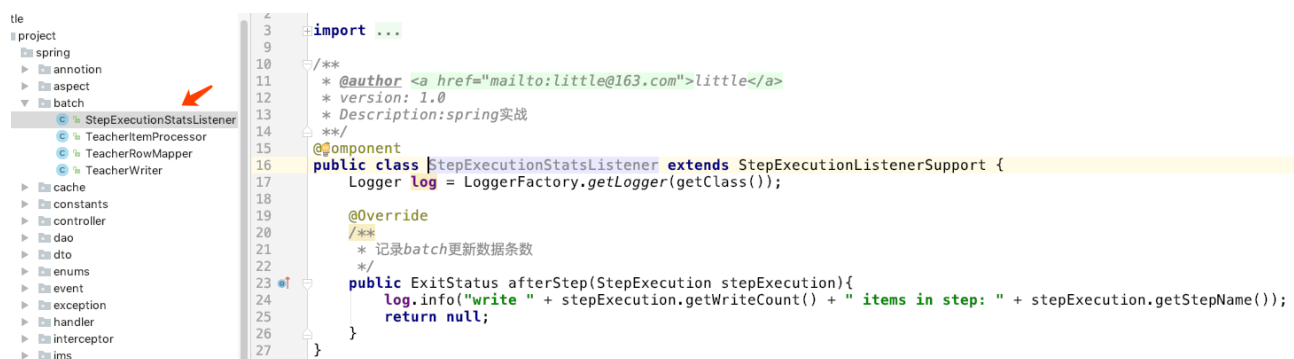 tle
project
spring
annotion
aspect
batch
StepExecutionStatsListener
TeacherItemProcessor
TeacherRowMapper
TeacherWriter
cache
constants
controller
dao
dto
enums
event
exception
handler
interceptor
jms
2
3 import ...
9
10 /**
11 * @author <a href="mailto:little@163.com">little</a>
12 * version: 1.0
13 * Description:spring实战
14 **/
15 @Component
16 public class StepExecutionStatsListener extends StepExecutionListenerSupport {
17 Logger log = LoggerFactory.getLogger(getClass());
18
19 @Override
20 /**
21 * 记录batch更新数据条数
22 */
23 public ExitStatus afterStep(StepExecution stepExecution){
24 log.info("write " + stepExecution.getWriteCount() + " items in step: " + stepExecution.getStepName());
25 return null;
26 }
27 }